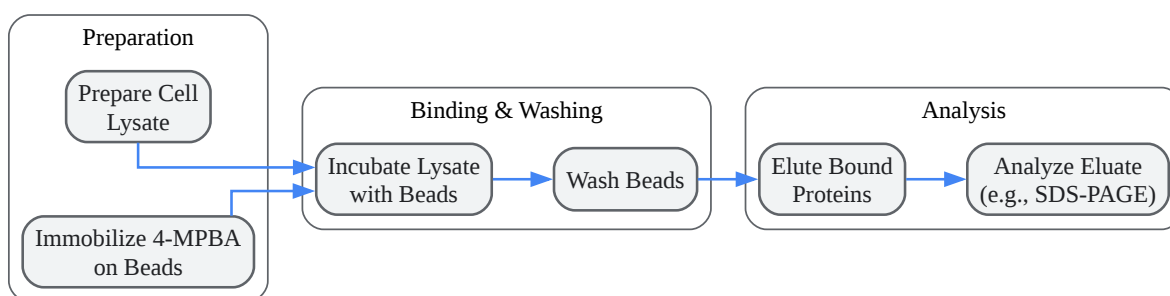 Preparation
Prepare Cell
Lysate
Immobilize 4-MPBA
on Beads
Binding & Washing
Incubate Lysate
with Beads
Wash Beads
Analysis
Elute Bound
Proteins
Analyze Eluate
(e.g., SDS-PAGE)